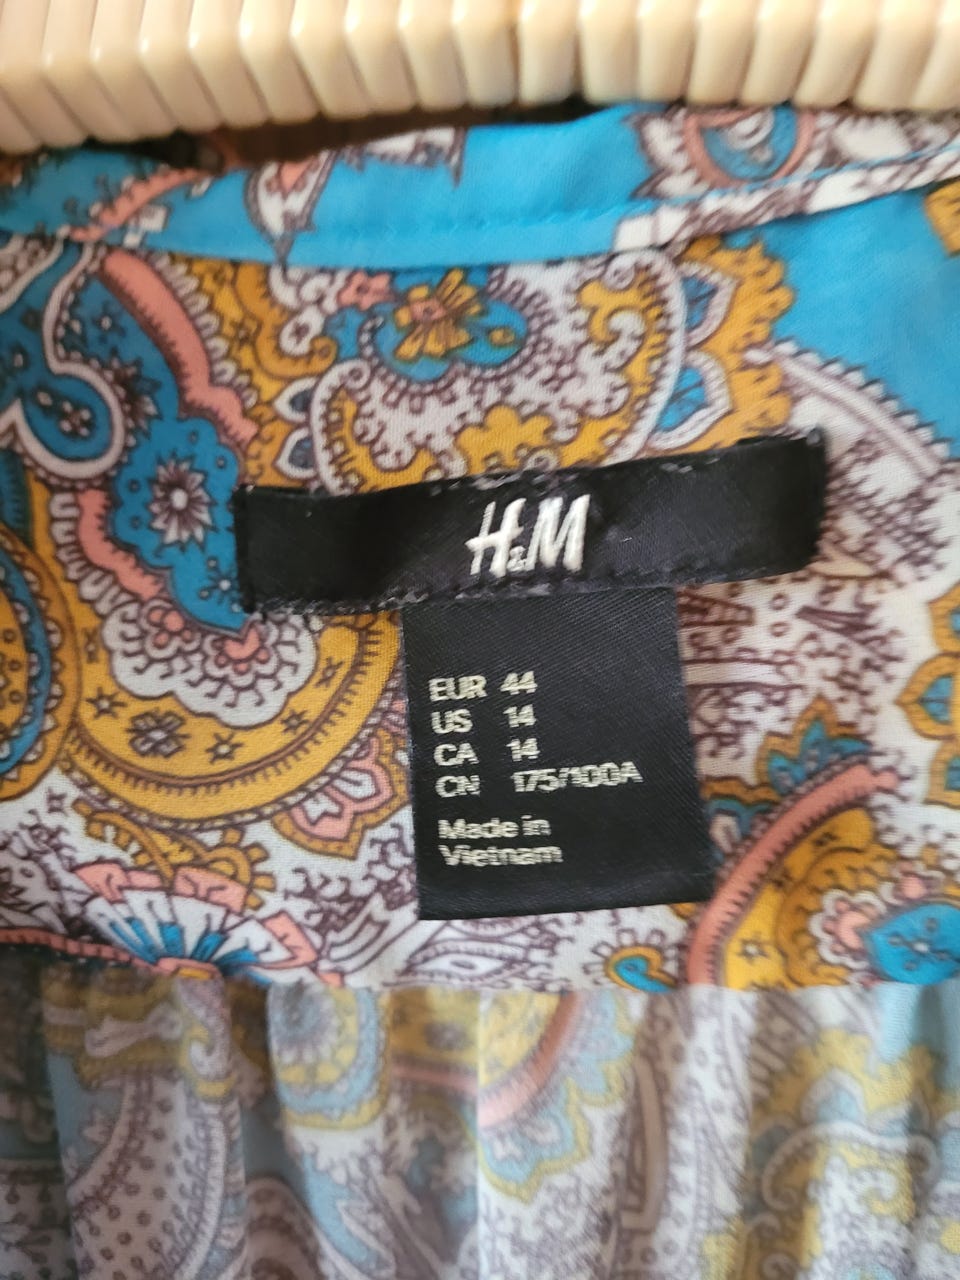 H&M
EUR 44
US 14
CA 14
CN 175/100A
Made in
Vietnam